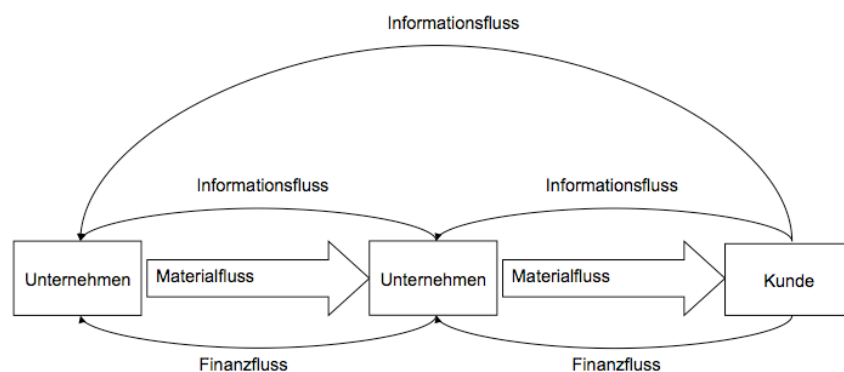 Informationsfluss
Informationsfluss
Informationsfluss
Unternehmen
Materialfluss
Unternehmen
Materialfluss
Kunde
Finanzfluss
Finanzfluss